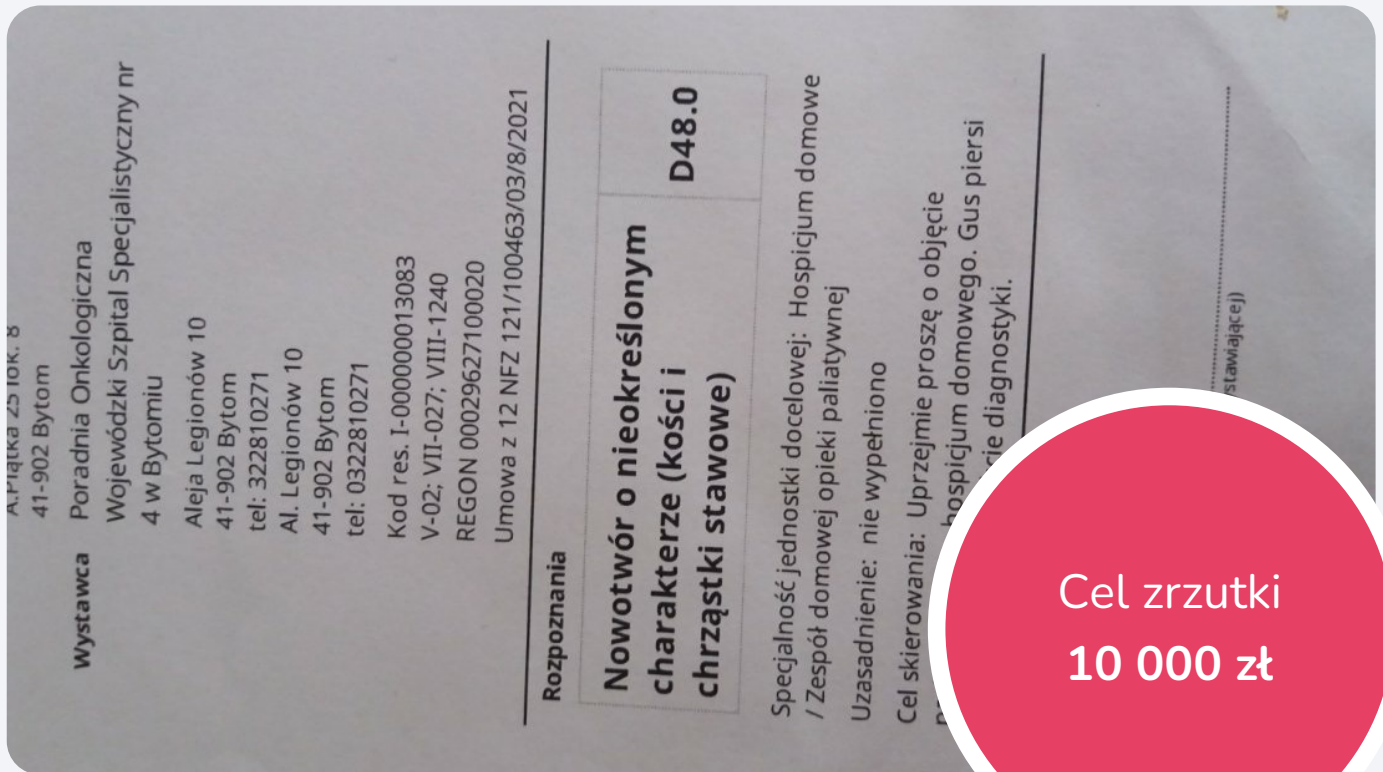 41-902 Bytom
Wystawca Poradnia Onkologiczna
Wojewódzki Szpital Specjalistyczny nr
4 w Bytomiu
Aleja Legionów 10
41-902 Bytom
tel: 322810271
Al. Legionów 10
41-902 Bytom
tel: 0322810271
Kod res. I-000000013083
V-02; VII-027; VIII-1240
REGON 00029627100020
Umowa z 12 NFZ 121/100463/03/8/2021
Rozpoznania
Nowotwór o nieokreślonym
charakterze (kości i
chrząstki stawowe)
D48.0
Specjalność jednostki docelowej: Hospicjum domowe
/ Zespół domowej opieki paliatywnej
Uzasadnienie: nie wypełniono
Cel skierowania: Uprzejmie proszę o objęcie
hospicjum domowego. Gus piersi
diagnostyki.
Cel zrzutki
10 000 zł